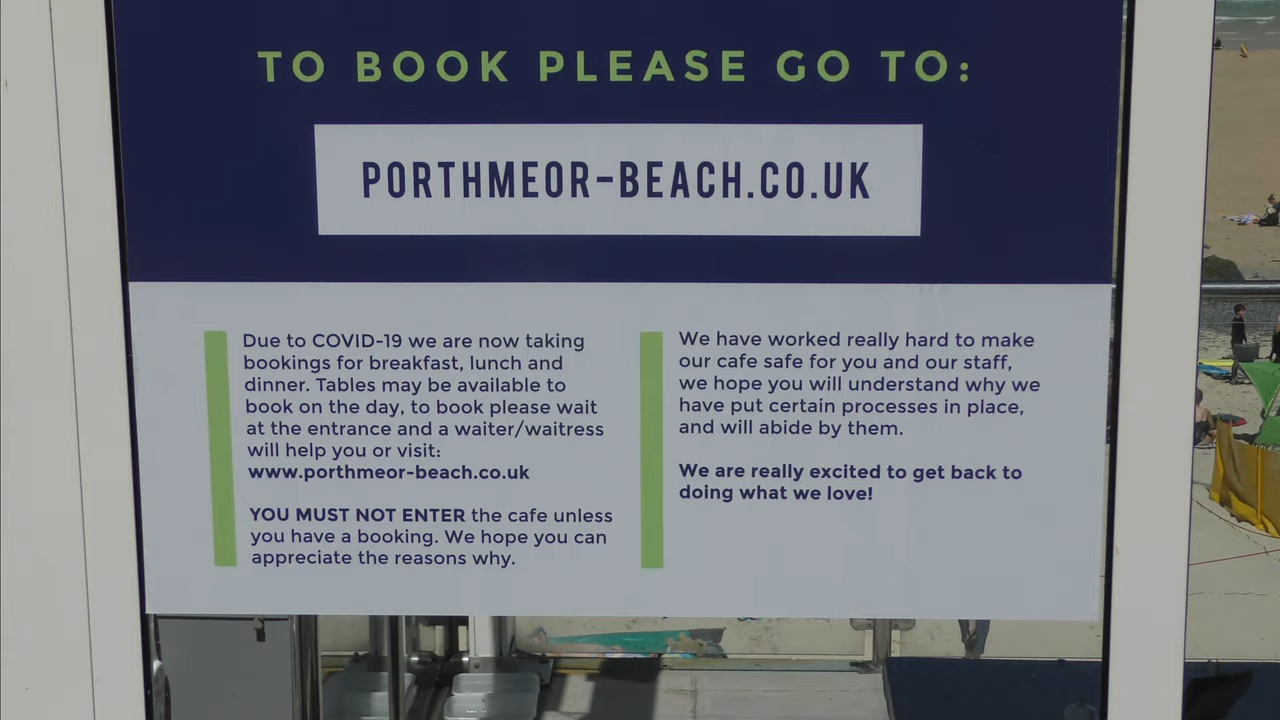 TO BOOK PLEASE GO TO:
PORTHMEOR-BEACH.CO.UK
Due to COVID-19 we are now taking
bookings for breakfast, lunch and
dinner. Tables may be available to
book on the day, to book please wait
at the entrance and a waiter/waitress
will help you or visit:
www.porthmeor-beach.co.uk
YOU MUST NOT ENTER the cafe unless
you have a booking. We hope you can
appreciate the reasons why.
We have worked really hard to make
our cafe safe for you and our staff,
we hope you will understand why we
have put certain processes in place,
and will abide by them.
We are really excited to get back to
doing what we love!